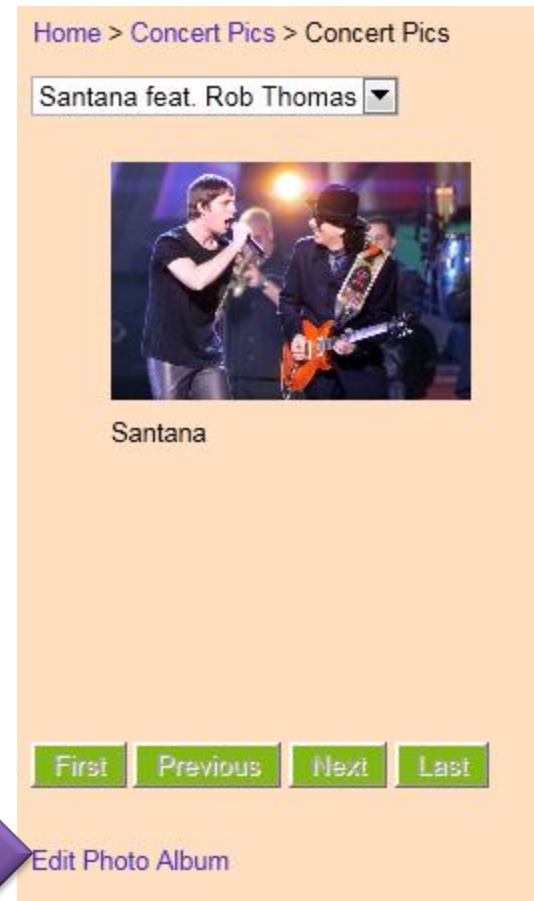 Home > Concert Pics > Concert Pics
Santana feat. Rob Thomas
Santana
First Previous Next Last
Edit Photo Album